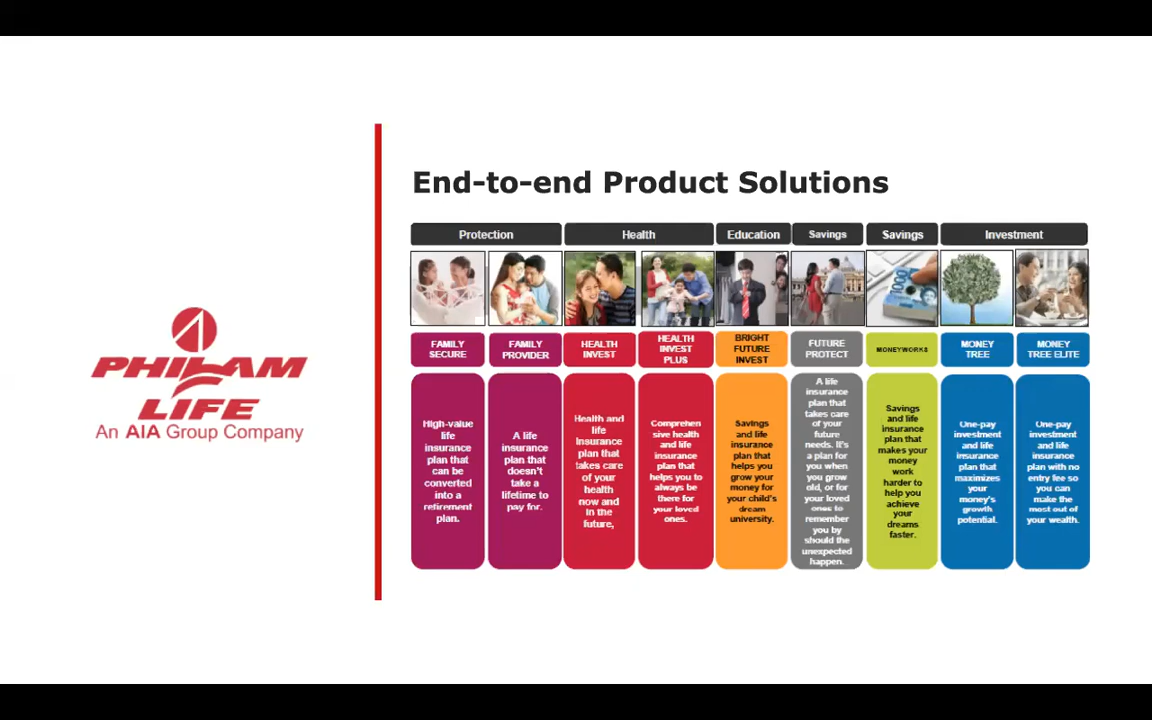 End-to-end Product Solutions
Protection
Health
Education
Savings
Savings
Investment
FAMILY
SECURE
FAMILY
PROVIDER
HEALTH
INVEST
HEALTH
INVEST
PLUS
BRIGHT
FUTURE
INVEST
FUTURE
PROTECT
MONEYWORKS
MONEY
TREE
MONEY
TREE ELITE
High-value
life
insurance
plan that
can be
converted
into a
retirement
plan.
A life
insurance
plan that
doesn't
take a
lifetime to
pay for.
Health and
life
insurance
plan that
takes care
of your
health
now and
in the
future,
Comprehen
sive health
and life
insurance
plan that
helps you to
always be
there for
your loved
ones.
Savings
and life
insurance
plan that
helps you
grow your
money for
your child's
dream
university.
A life
insurance
plan that
takes care
of your
future
needs. It's
a plan for
you when
you grow
old, or for
your loved
ones to
remember
you by
should the
unexpected
happen.
Savings
and life
insurance
plan that
makes your
money
work
harder to
help you
achieve
your
dreams
faster.
One-pay
investment
and life
insurance
plan that
maximizes
your
money's
growth
potential.
One-pay
investment
and life
insurance
plan with no
entry fee so
you can
make the
most out of
your wealth.
PHILAM
LIFE
An AIA Group Company